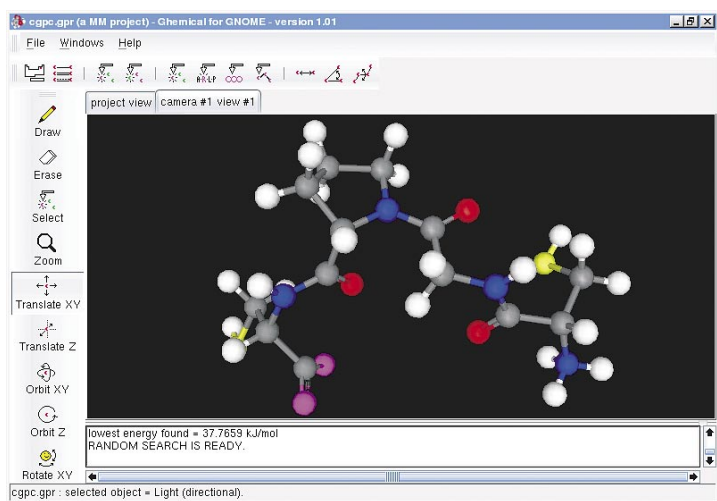 cgpc.gpr (a MM project) - Ghemical for GNOME - version 1.01
File Windows Help
A-R-L-P
project view camera #1 view #1
Draw
Erase
Select
Zoom
Translate XY
Translate Z
Orbit XY
Orbit Z
Rotate XY
lowest energy found = 37.7659 kJ/mol
RANDOM SEARCH IS READY.
cgpc.gpr : selected object = Light (directional).